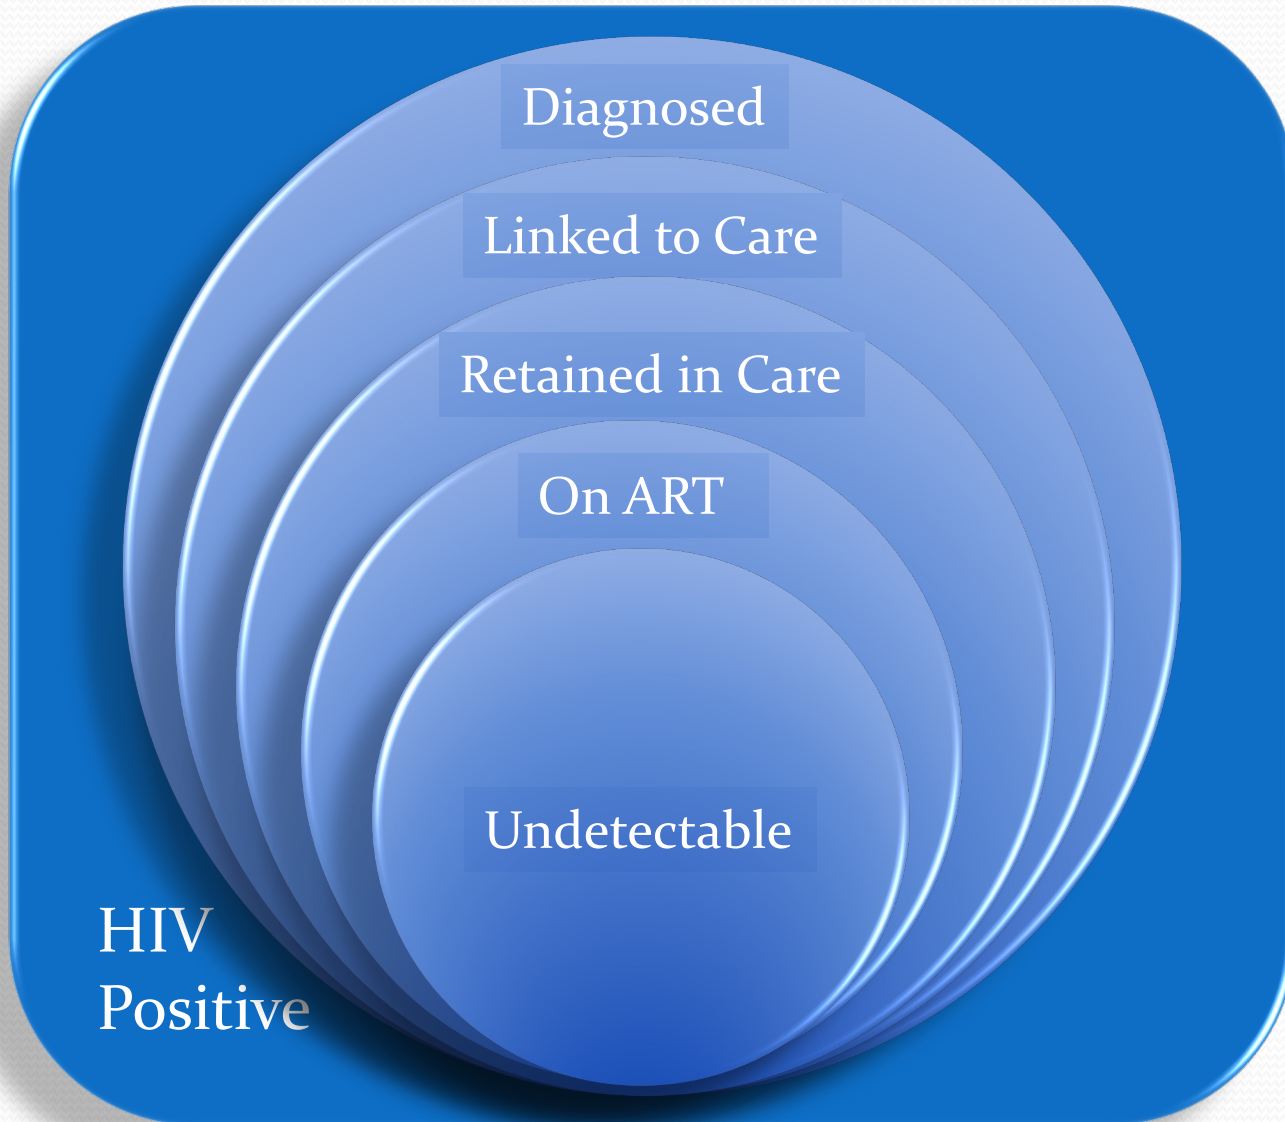 Diagnosed
Linked to Care
Retained in Care
On ART
Undetectable
HIV
Positive